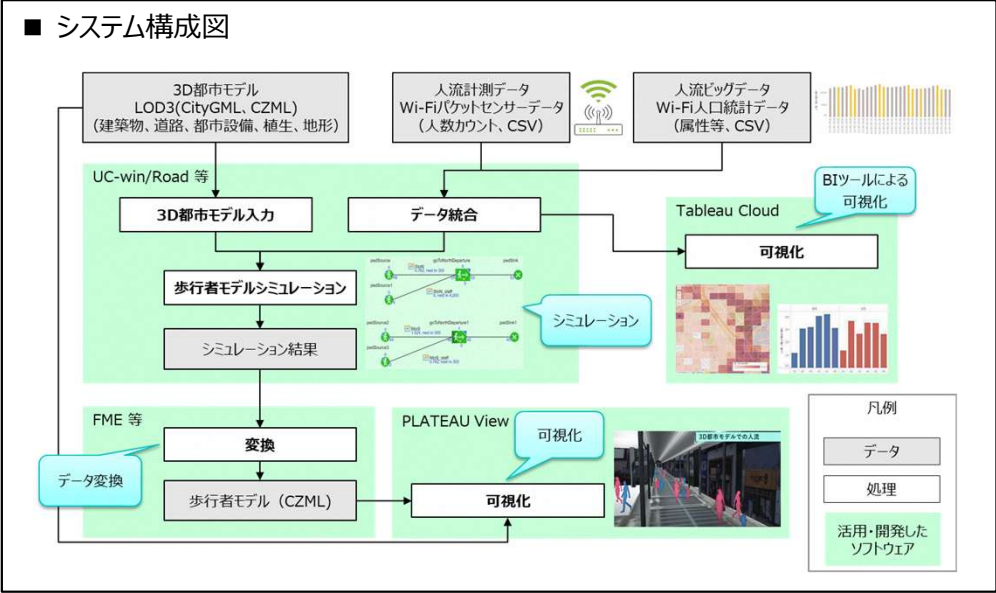 ■ システム構成図
3D都市モデル
LOD3(CityGML、CZML)
(建築物、道路、都市設備、植生、地形)
人流計測データ
Wi-Fiパケットセンサーデータ
(人数カウント、CSV)
人流ビッグデータ
Wi-Fi人口統計データ
(属性等、CSV)
UC-win/Road 等
3D都市モデル入力
データ統合
BIツールによる
可視化
Tableau Cloud
可視化
歩行者モデルシミュレーション
シミュレーション結果
pedSource
goToNorthDeparture
pedSink
pedSource1
pedSource2
goToNorthDeparture1
pedSink1
シミュレーション
FME 等
変換
データ変換
歩行者モデル(CZML)
PLATEAU View
可視化
可視化
3D都市モデルでの人流
凡例
データ
処理
活用・開発した
ソフトウェア